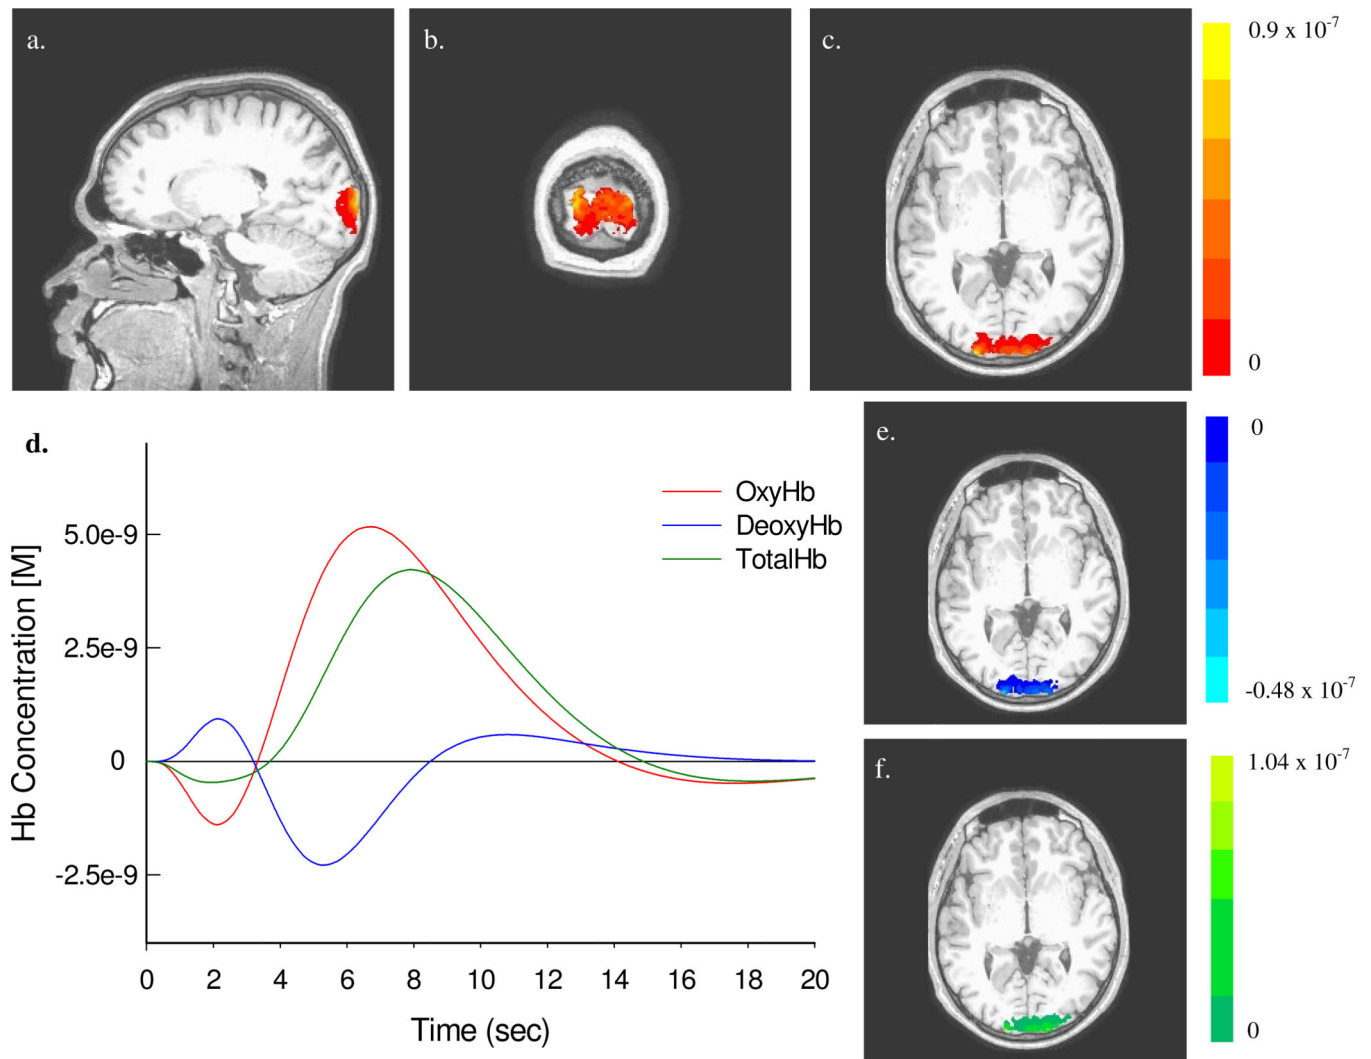 a.
b.
c.
0.9 x 10⁻⁷
0
d.
OxyHb
DeoxyHb
TotalHb
Hb Concentration [M]
5.0e-9
2.5e-9
0
-2.5e-9
0 2 4 6 8 10 12 14 16 18 20
Time (sec)
e.
0
-0.48 x 10⁻⁷
f.
1.04 x 10⁻⁷
0